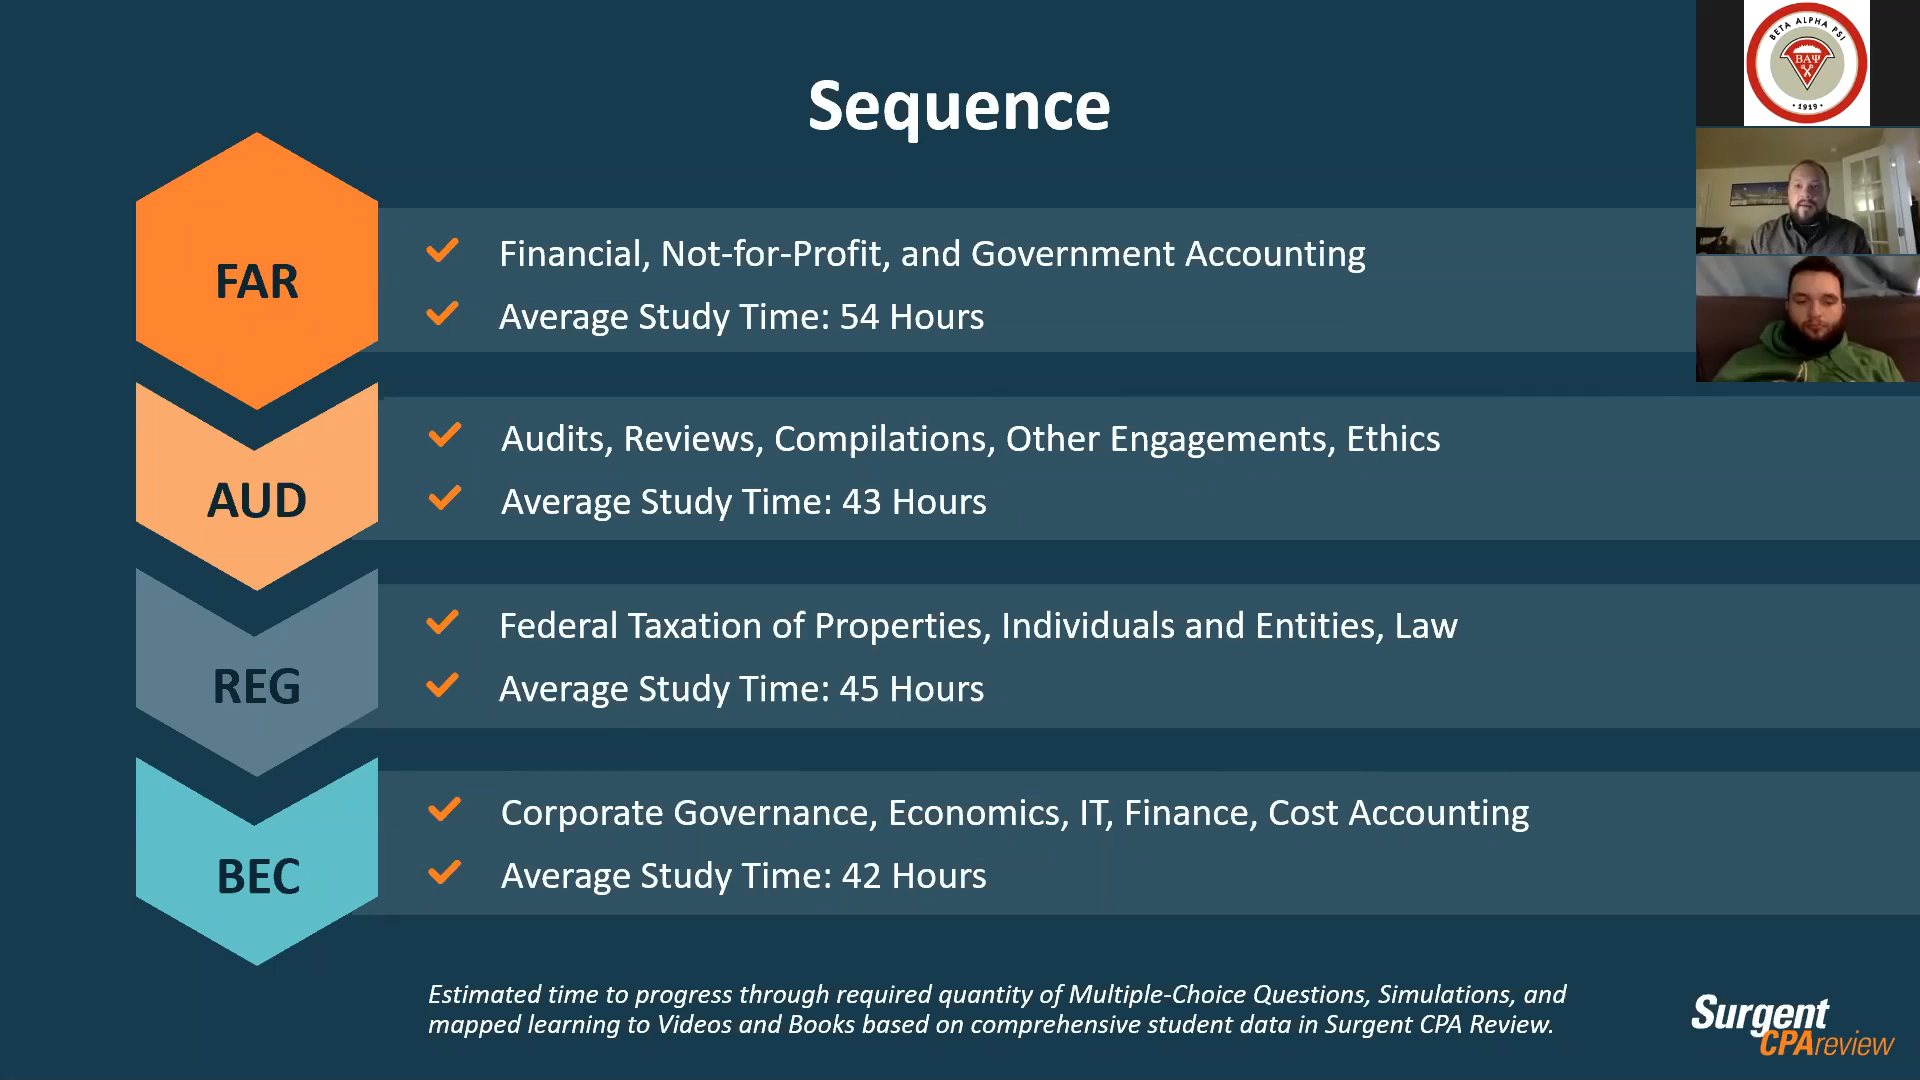 Sequence
BETA ALPHA PSI
ΒΑΨ
• 1919 •
FAR
Financial, Not-for-Profit, and Government Accounting
Average Study Time: 54 Hours
AUD
Audits, Reviews, Compilations, Other Engagements, Ethics
Average Study Time: 43 Hours
REG
Federal Taxation of Properties, Individuals and Entities, Law
Average Study Time: 45 Hours
BEC
Corporate Governance, Economics, IT, Finance, Cost Accounting
Average Study Time: 42 Hours
Estimated time to progress through required quantity of Multiple-Choice Questions, Simulations, and
mapped learning to Videos and Books based on comprehensive student data in Surgent CPA Review.
Surgent
CPAreview